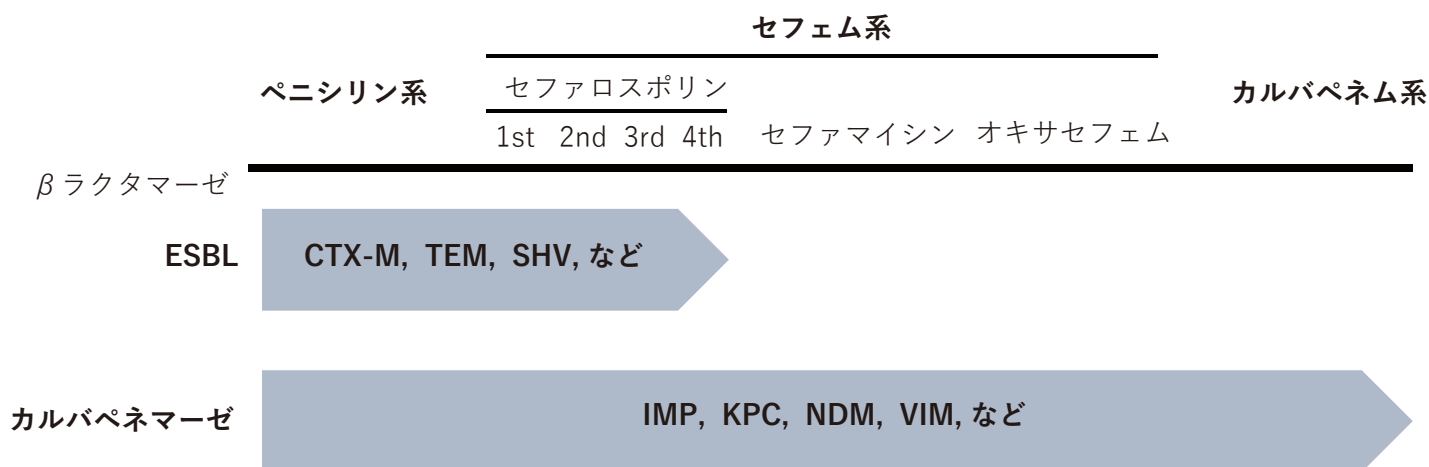 セフェム系
ペニシリン系 セファロスポリン カルバペネム系
1st 2nd 3rd 4th セファマイシン オキサセフェム
βラクタマーゼ
ESBL CTX-M, TEM, SHV, など
カルバペネマーゼ IMP, KPC, NDM, VIM, など